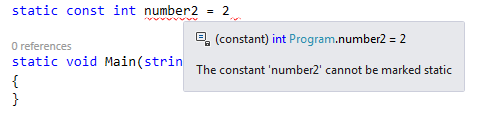 static const int number2 = 2
(constant) int Program.number2 = 2
The constant 'number2' cannot be marked static
0 references
static void Main(strin
{
}